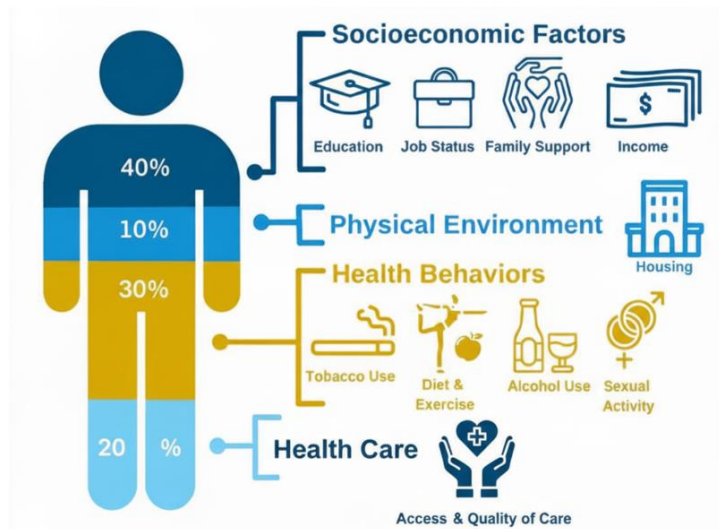 Socioeconomic Factors
Education Job Status Family Support Income
$
40%
10%
Physical Environment
Housing
30%
Health Behaviors
Tobacco Use
Diet &
Exercise
Alcohol Use
Sexual
Activity
20 %
Health Care
Access & Quality of Care